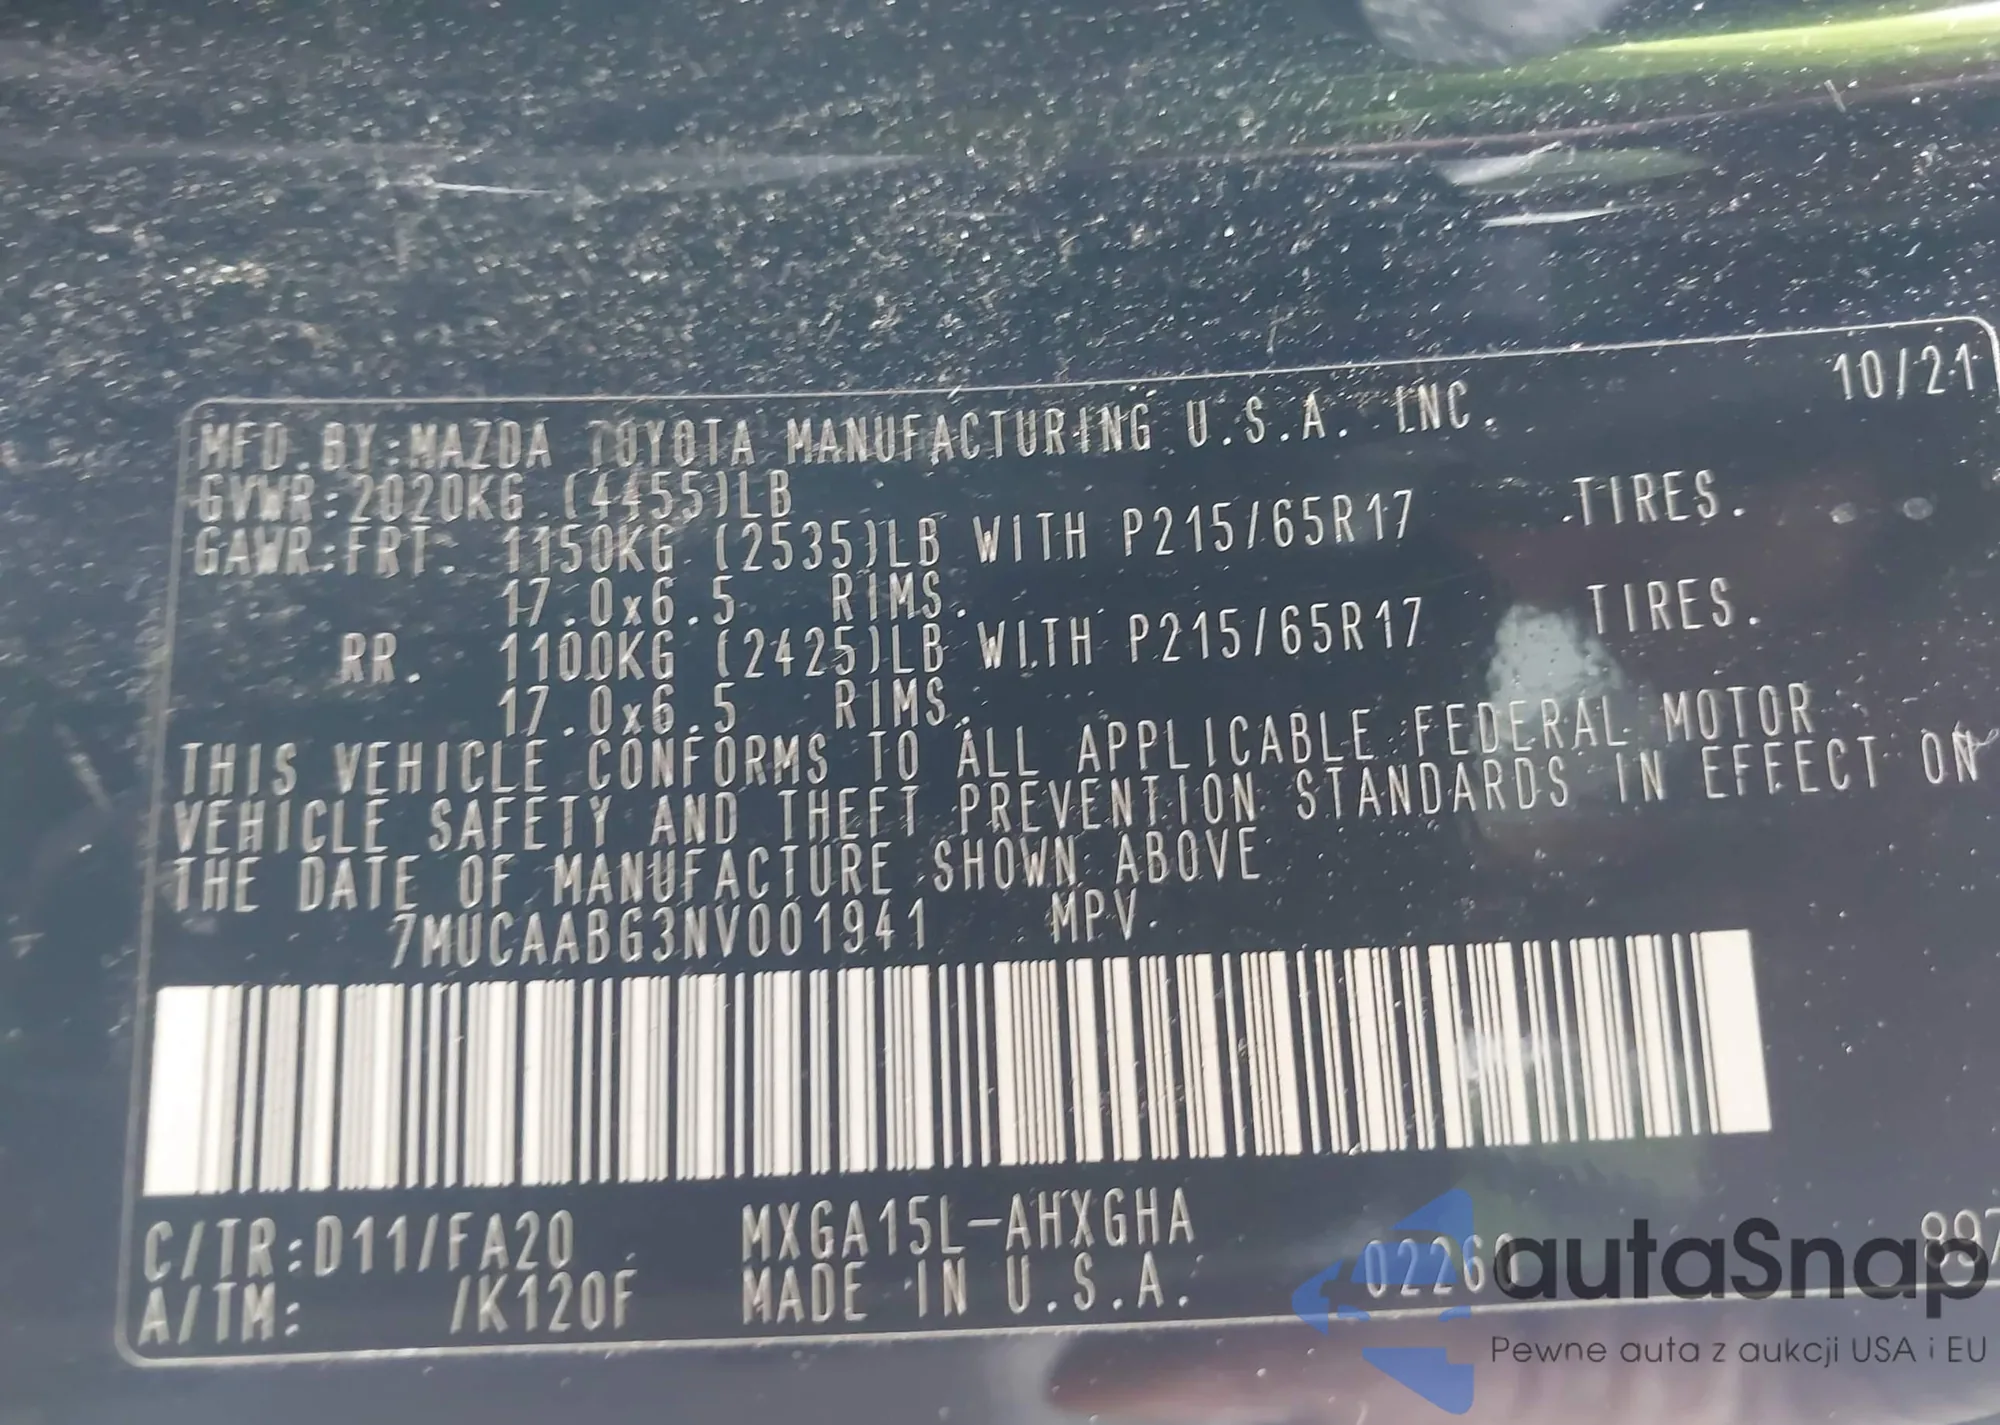 10/21
MFD.BY:MAZDA TOYOTA MANUFACTURING U.S.A. INC.
GVWR:2020KG (4455)LB
GAWR:FRT. 1150KG (2535)LB WITH P215/65R17 TIRES.
17.0x6.5 RIMS.
RR. 1100KG (2425)LB WITH P215/65R17 TIRES.
17.0x6.5 RIMS.
THIS VEHICLE CONFORMS TO ALL APPLICABLE FEDERAL MOTOR
VEHICLE SAFETY AND THEFT PREVENTION STANDARDS IN EFFECT ON
THE DATE OF MANUFACTURE SHOWN ABOVE
7MUCAABG3NV001941 MPV
C/TR:D11/FA20 MXGA15L-AHXGHA
A/TM: /K120F MADE IN U.S.A.
autoSnap
Pewne auta z aukcji USA i EU